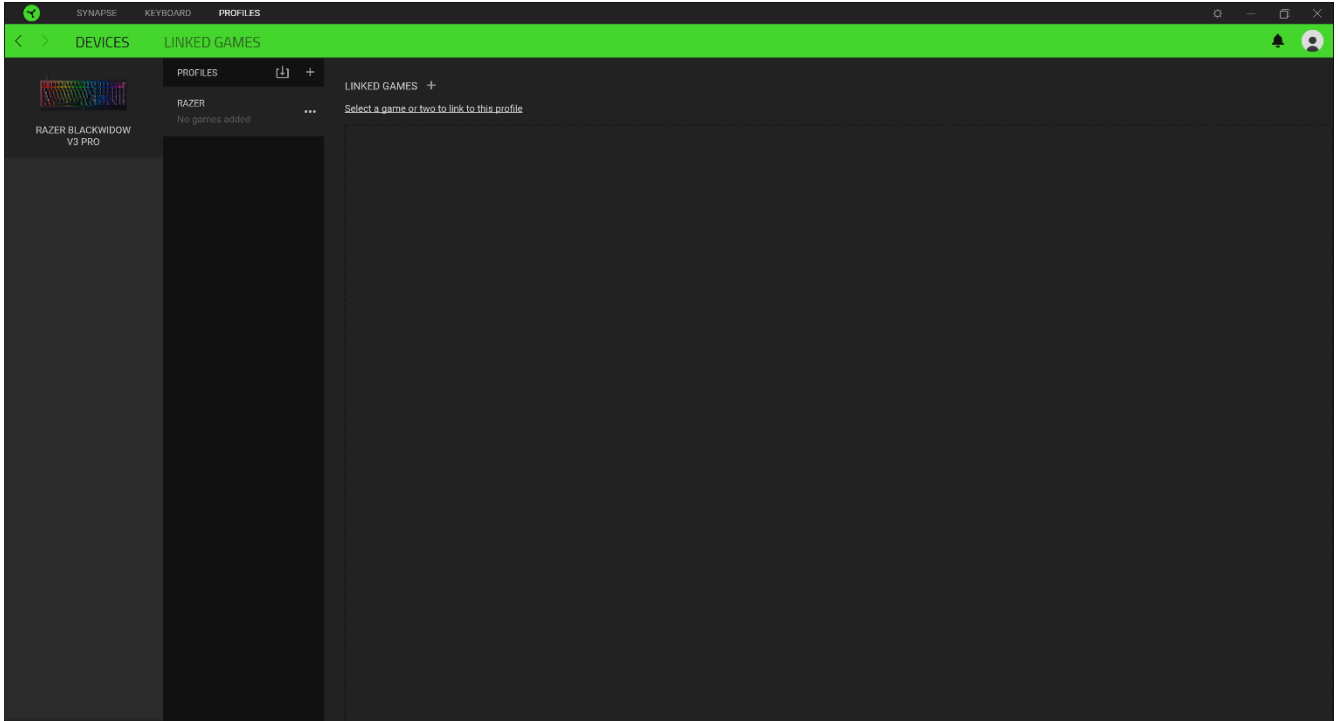 SYNAPSE KEYBOARD PROFILES
DEVICES LINKED GAMES
RAZER BLACKWIDOW
V3 PRO
PROFILES
RAZER
No games added
LINKED GAMES
Select a game or two to link to this profile